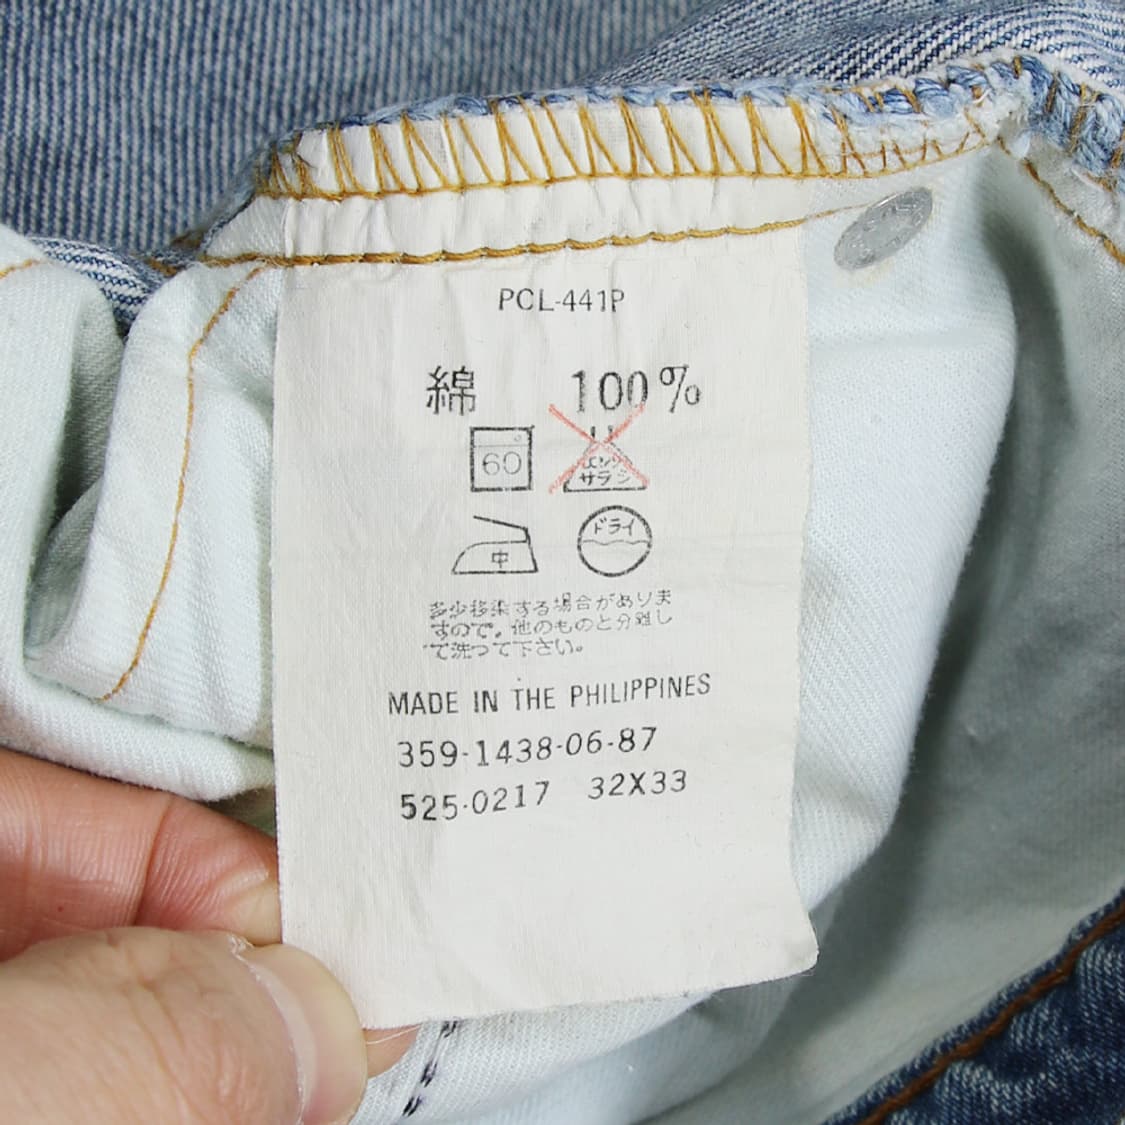 PCL-441P
綿 100%
60
エンソ
サラシ
中
ドライ
多少移染する場合がありま
すので。他のものと分離し
て洗って下さい。
MADE IN THE PHILIPPINES
359-1438-06-87
525-0217 32X33